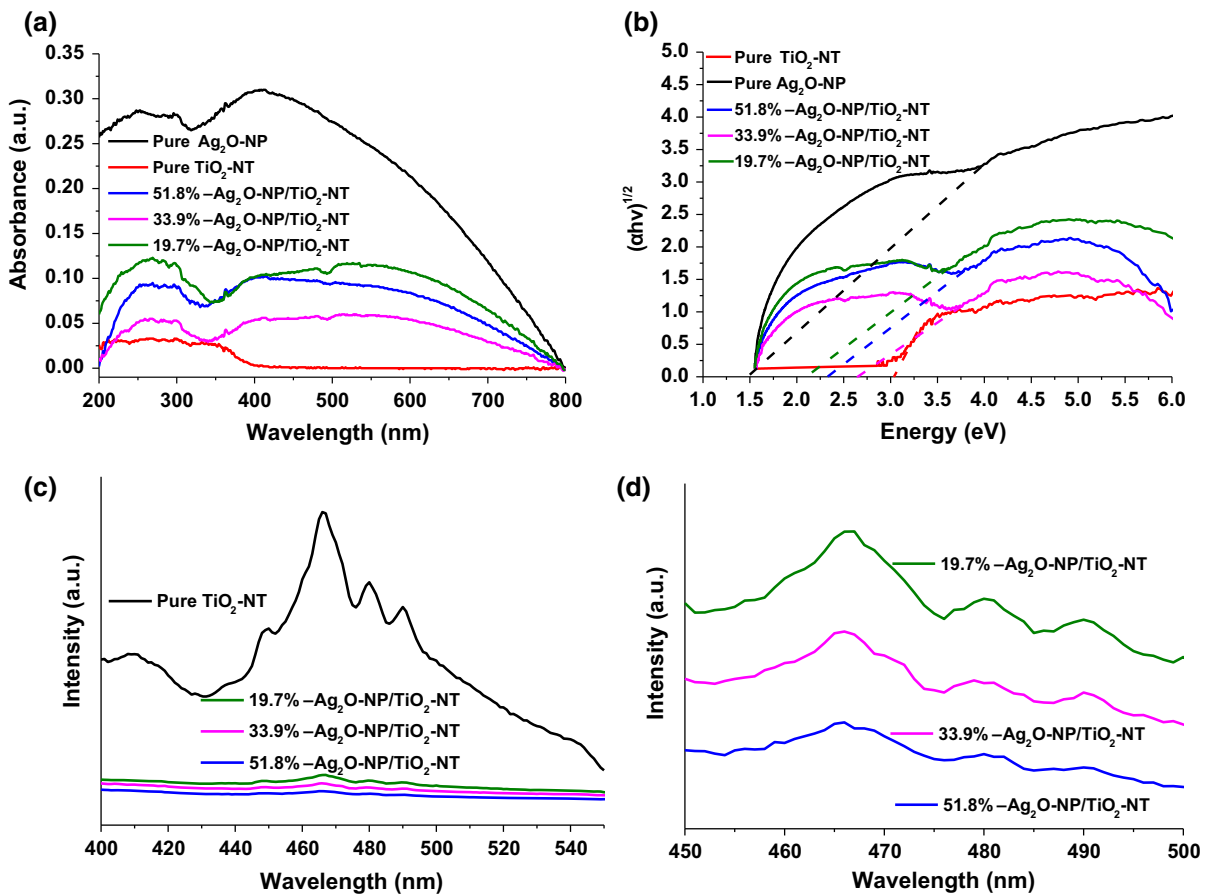 (a)
0.35
0.30
0.25
0.20
0.15
0.10
0.05
0.00
Absorbance (a.u.)
Pure Ag₂O-NP
Pure TiO₂-NT
51.8% –Ag₂O-NP/TiO₂-NT
33.9% –Ag₂O-NP/TiO₂-NT
19.7% –Ag₂O-NP/TiO₂-NT
200 300 400 500 600 700 800
Wavelength (nm)
(b)
5.0
4.5
4.0
3.5
3.0
2.5
2.0
1.5
1.0
0.5
0.0
(αhν)¹/²
Pure TiO₂-NT
Pure Ag₂O-NP
51.8% –Ag₂O-NP/TiO₂-NT
33.9% –Ag₂O-NP/TiO₂-NT
19.7% –Ag₂O-NP/TiO₂-NT
1.0 1.5 2.0 2.5 3.0 3.5 4.0 4.5 5.0 5.5 6.0
Energy (eV)
(c)
Intensity (a.u.)
Pure TiO₂-NT
19.7% –Ag₂O-NP/TiO₂-NT
33.9% –Ag₂O-NP/TiO₂-NT
51.8% –Ag₂O-NP/TiO₂-NT
400 420 440 460 480 500 520 540
Wavelength (nm)
(d)
Intensity (a.u.)
19.7% –Ag₂O-NP/TiO₂-NT
33.9% –Ag₂O-NP/TiO₂-NT
51.8% –Ag₂O-NP/TiO₂-NT
450 460 470 480 490 500
Wavelength (nm)